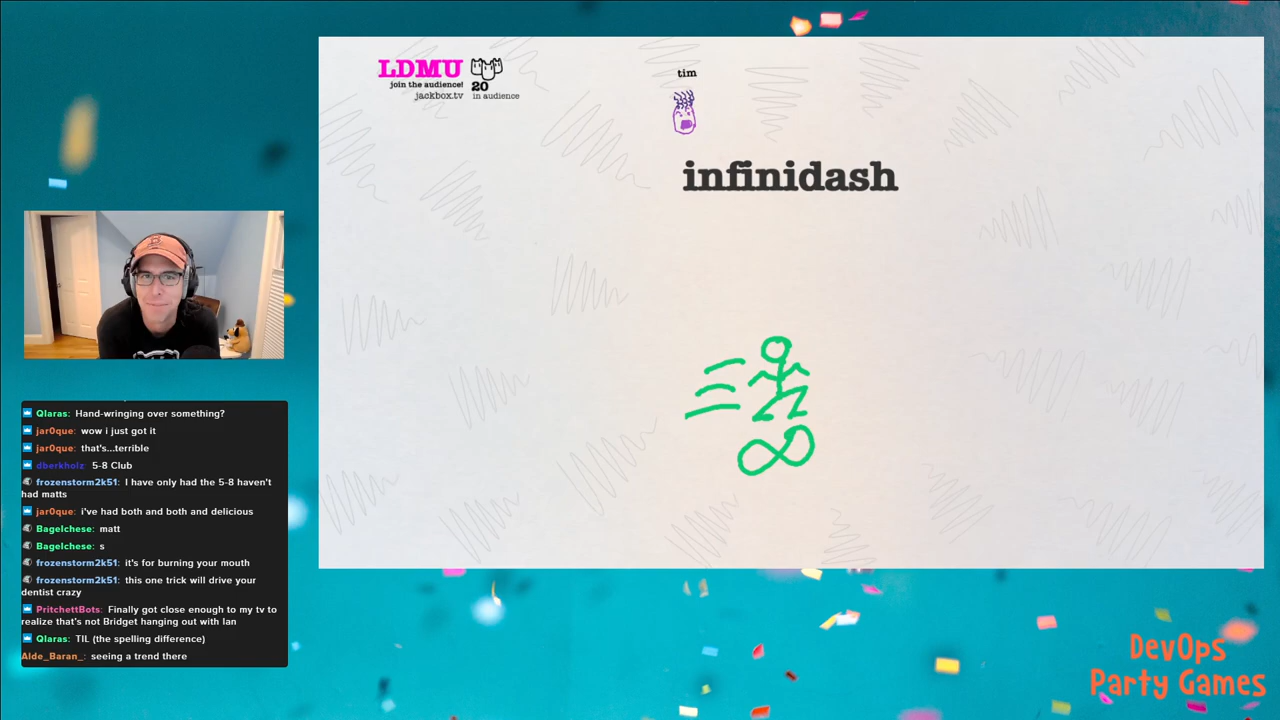 LDMU
join the audience!
jackbox.tv
20
in audience
tim
infinidash
Qlaras: Hand-wringing over something?
jar0que: wow i just got it
jar0que: that's...terrible
dberkholz: 5-8 Club
frozenstorm2k51: I have only had the 5-8 haven't
had matts
jar0que: i've had both and both and delicious
Bagelchese: matt
Bagelchese: s
frozenstorm2k51: it's for burning your mouth
frozenstorm2k51: this one trick will drive your
dentist crazy
PritchettBots: Finally got close enough to my tv to
realize that's not Bridget hanging out with Ian
Qlaras: TIL (the spelling difference)
Alde_Baran_: seeing a trend there
DevOps
Party Games